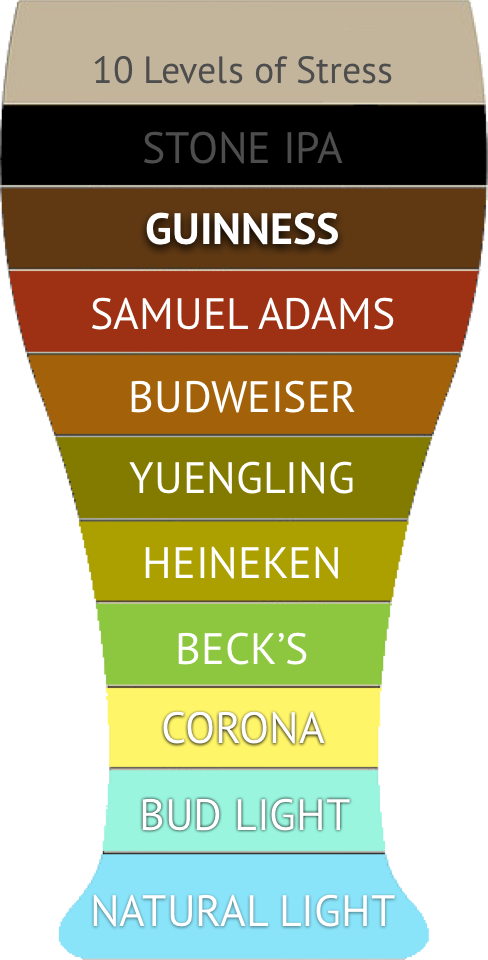 10 Levels of Stress
STONE IPA
GUINNESS
SAMUEL ADAMS
BUDWEISER
YUENGLING
HEINEKEN
BECK’S
CORONA
BUD LIGHT
NATURAL LIGHT